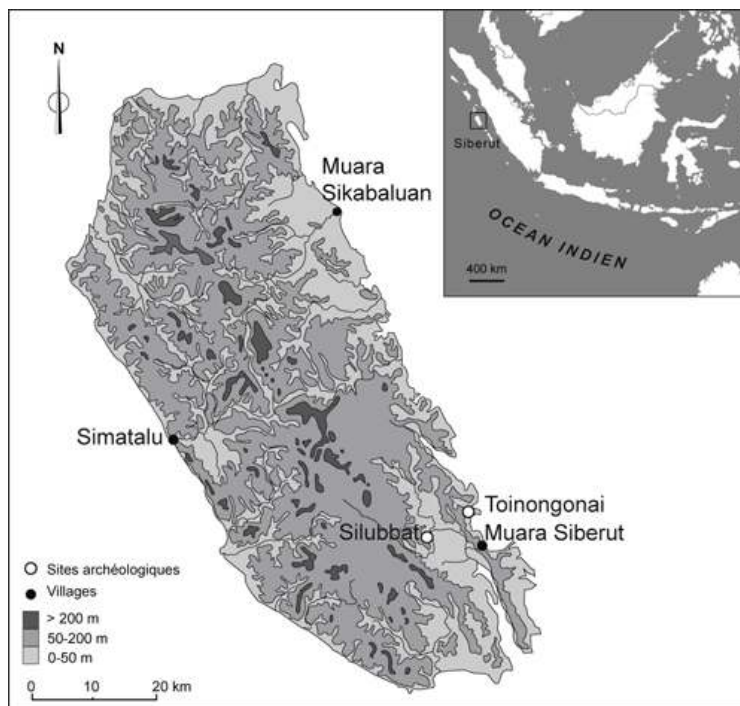 N
Muara
Sikabaluan
Siberut
OCEAN INDIEN
400 km
Simatalu
Toinongonai
Silubbat
Muara Siberut
Sites archéologiques
Villages
> 200 m
50-200 m
0-50 m
0 10 20 km